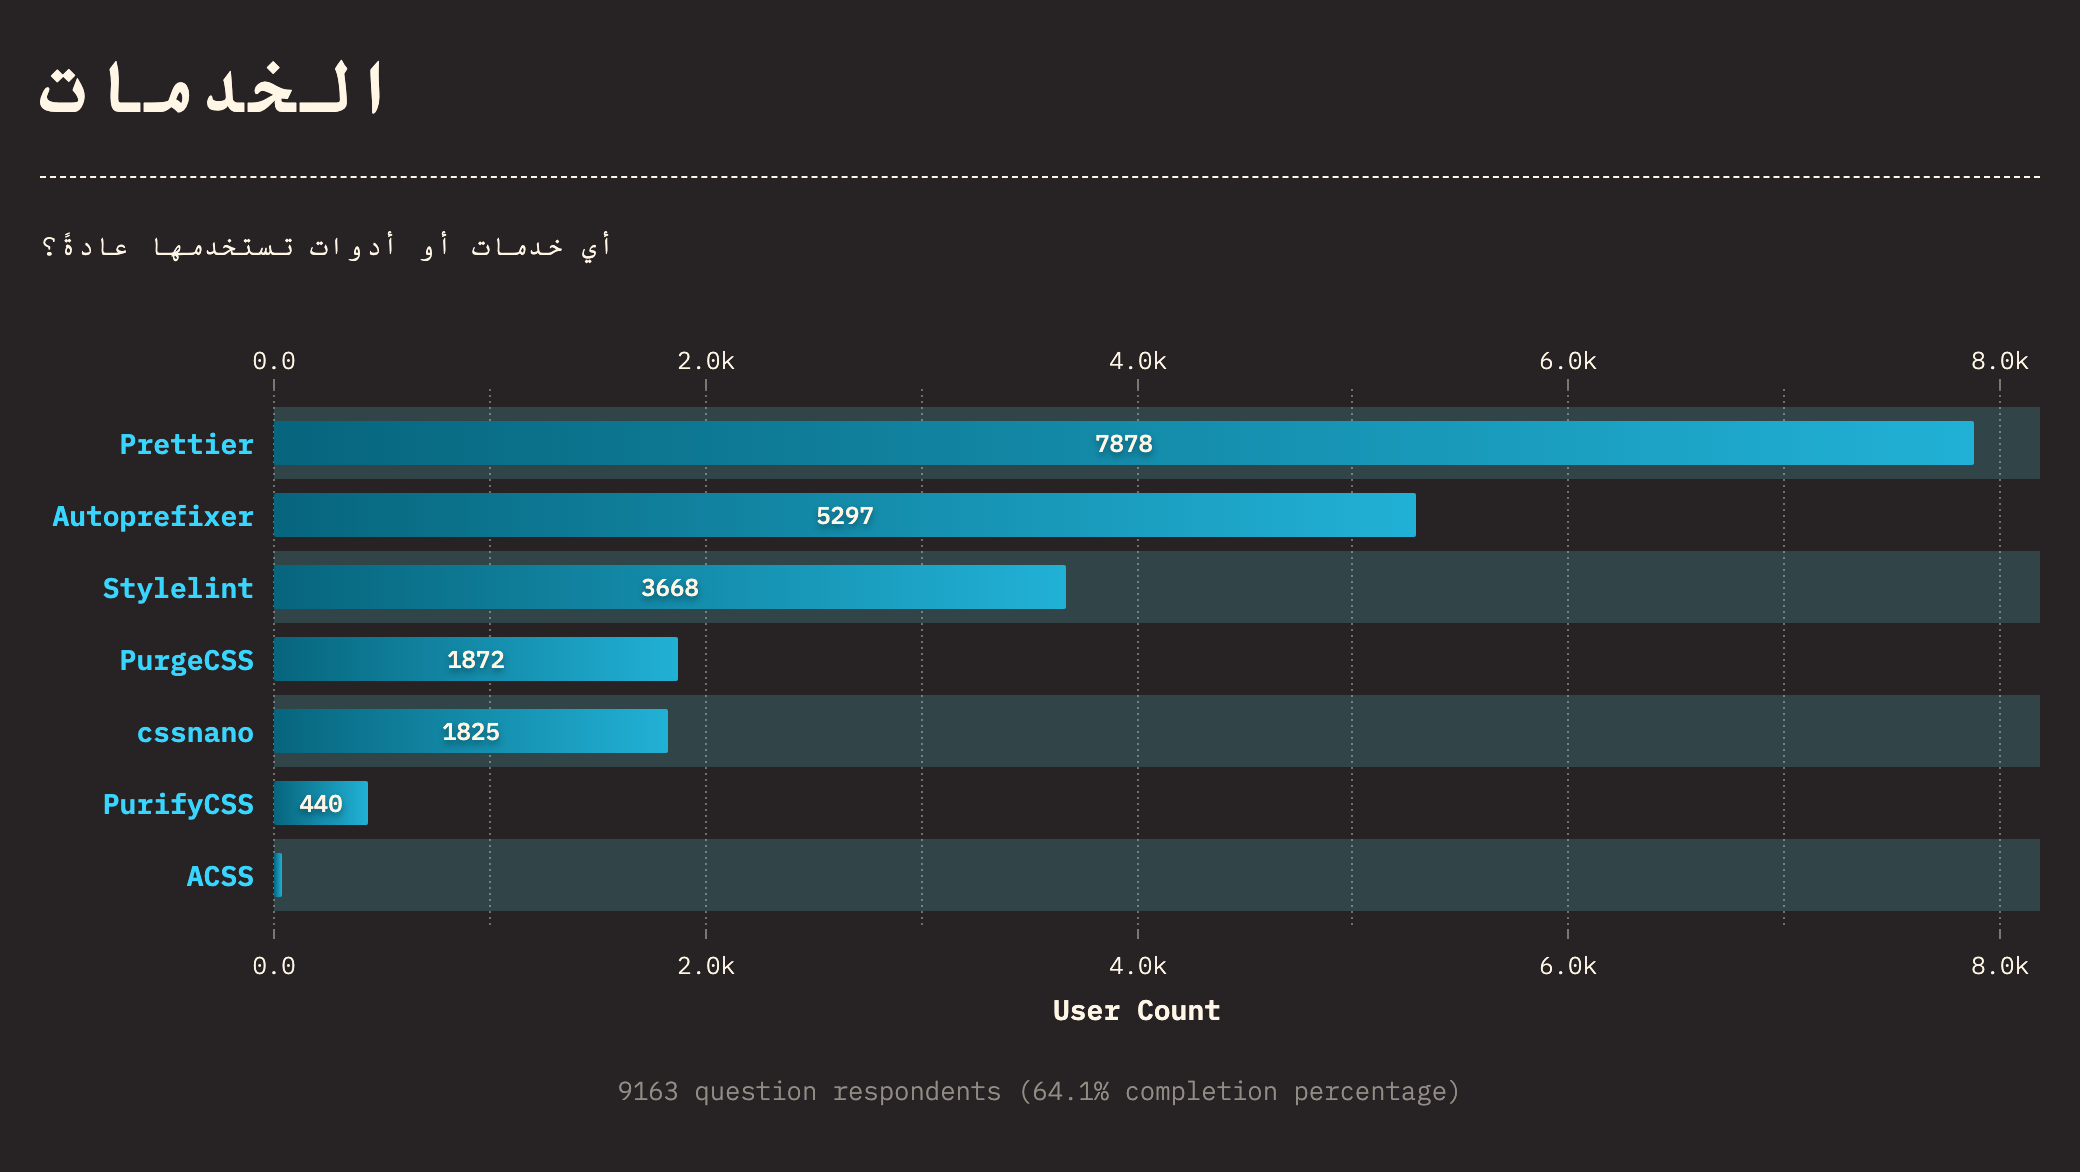 الخدمات
أي خدمات أو أدوات تستخدمها عادةً؟
0.0 2.0k 4.0k 6.0k 8.0k
Prettier 7878
Autoprefixer 5297
Stylelint 3668
PurgeCSS 1872
cssnano 1825
PurifyCSS 440
ACSS
0.0 2.0k 4.0k 6.0k 8.0k
User Count
9163 question respondents (64.1% completion percentage)